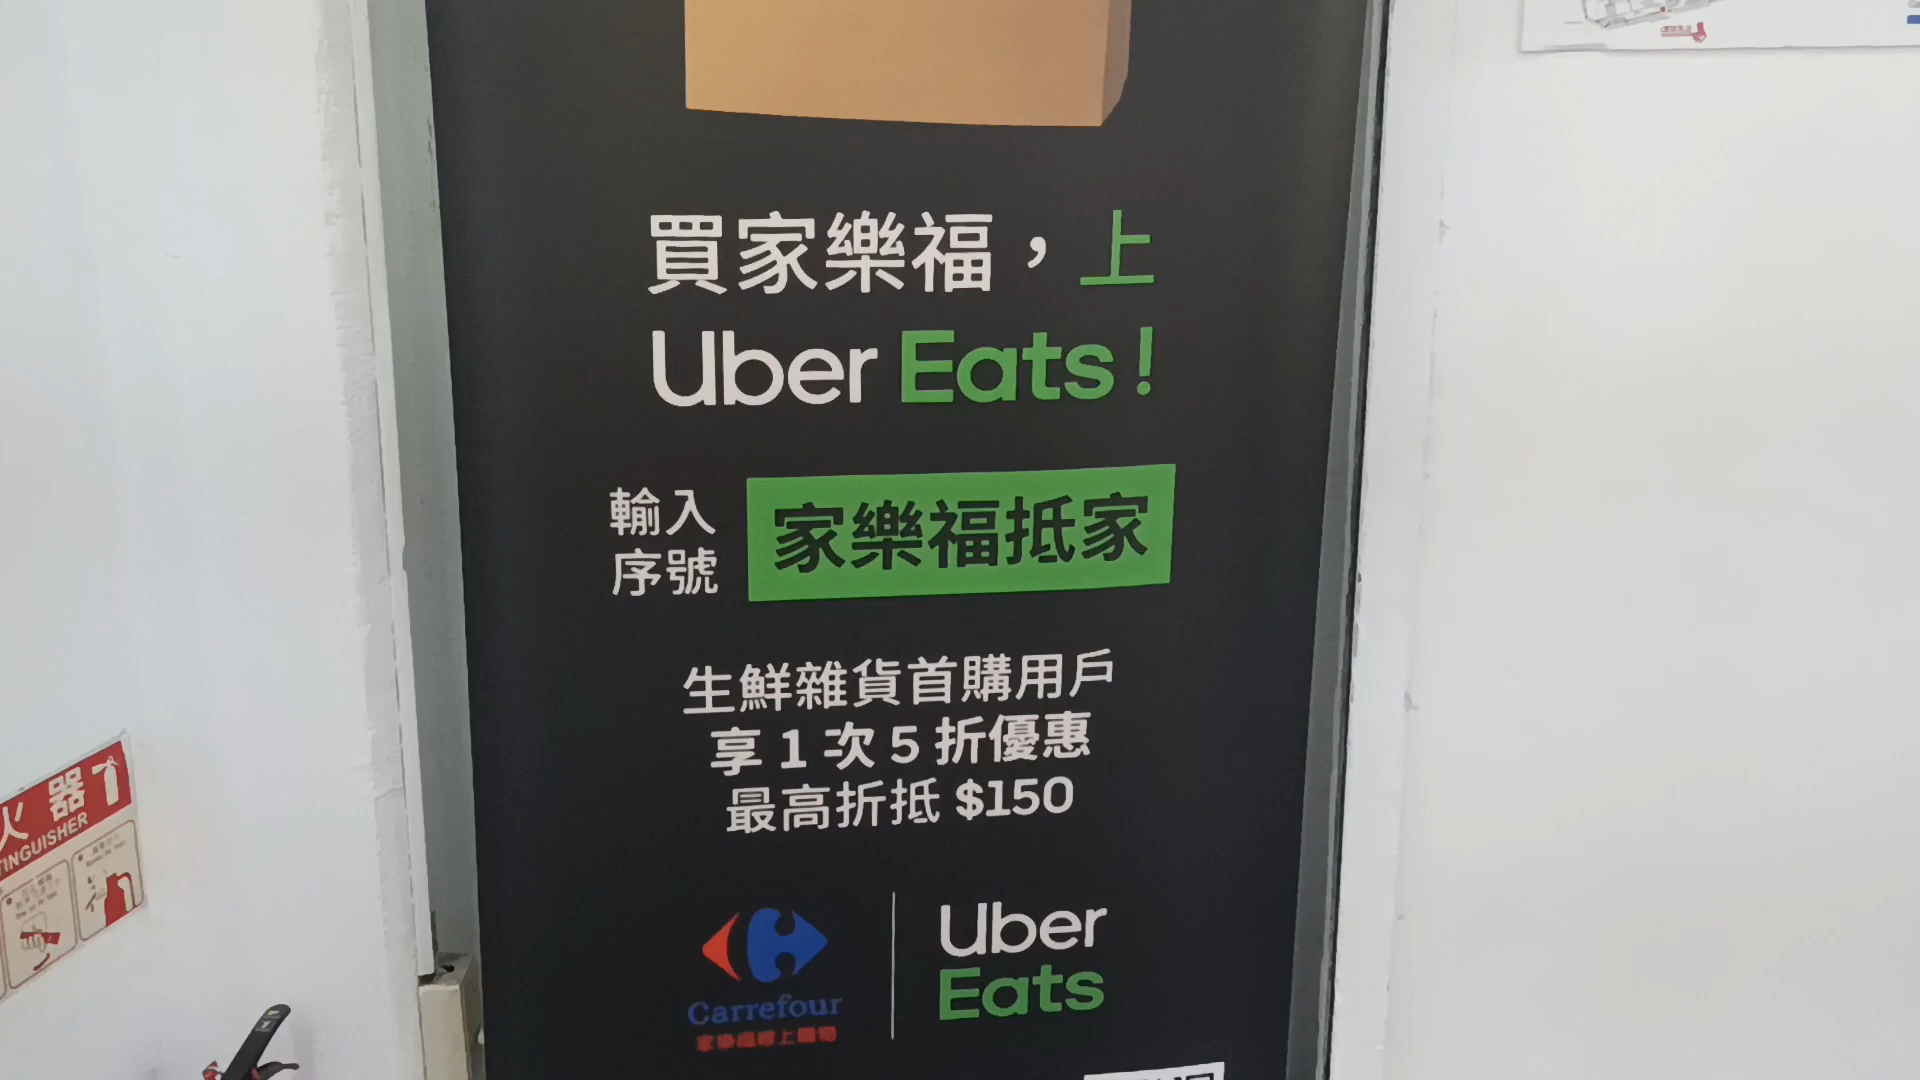 買家樂福，上
Uber Eats!
輸入
序號
家樂福抵家
生鮮雜貨首購用戶
享 1 次 5 折優惠
最高折抵 $150
Carrefour
家樂福線上購物
Uber
Eats
火器
TINGUISHER